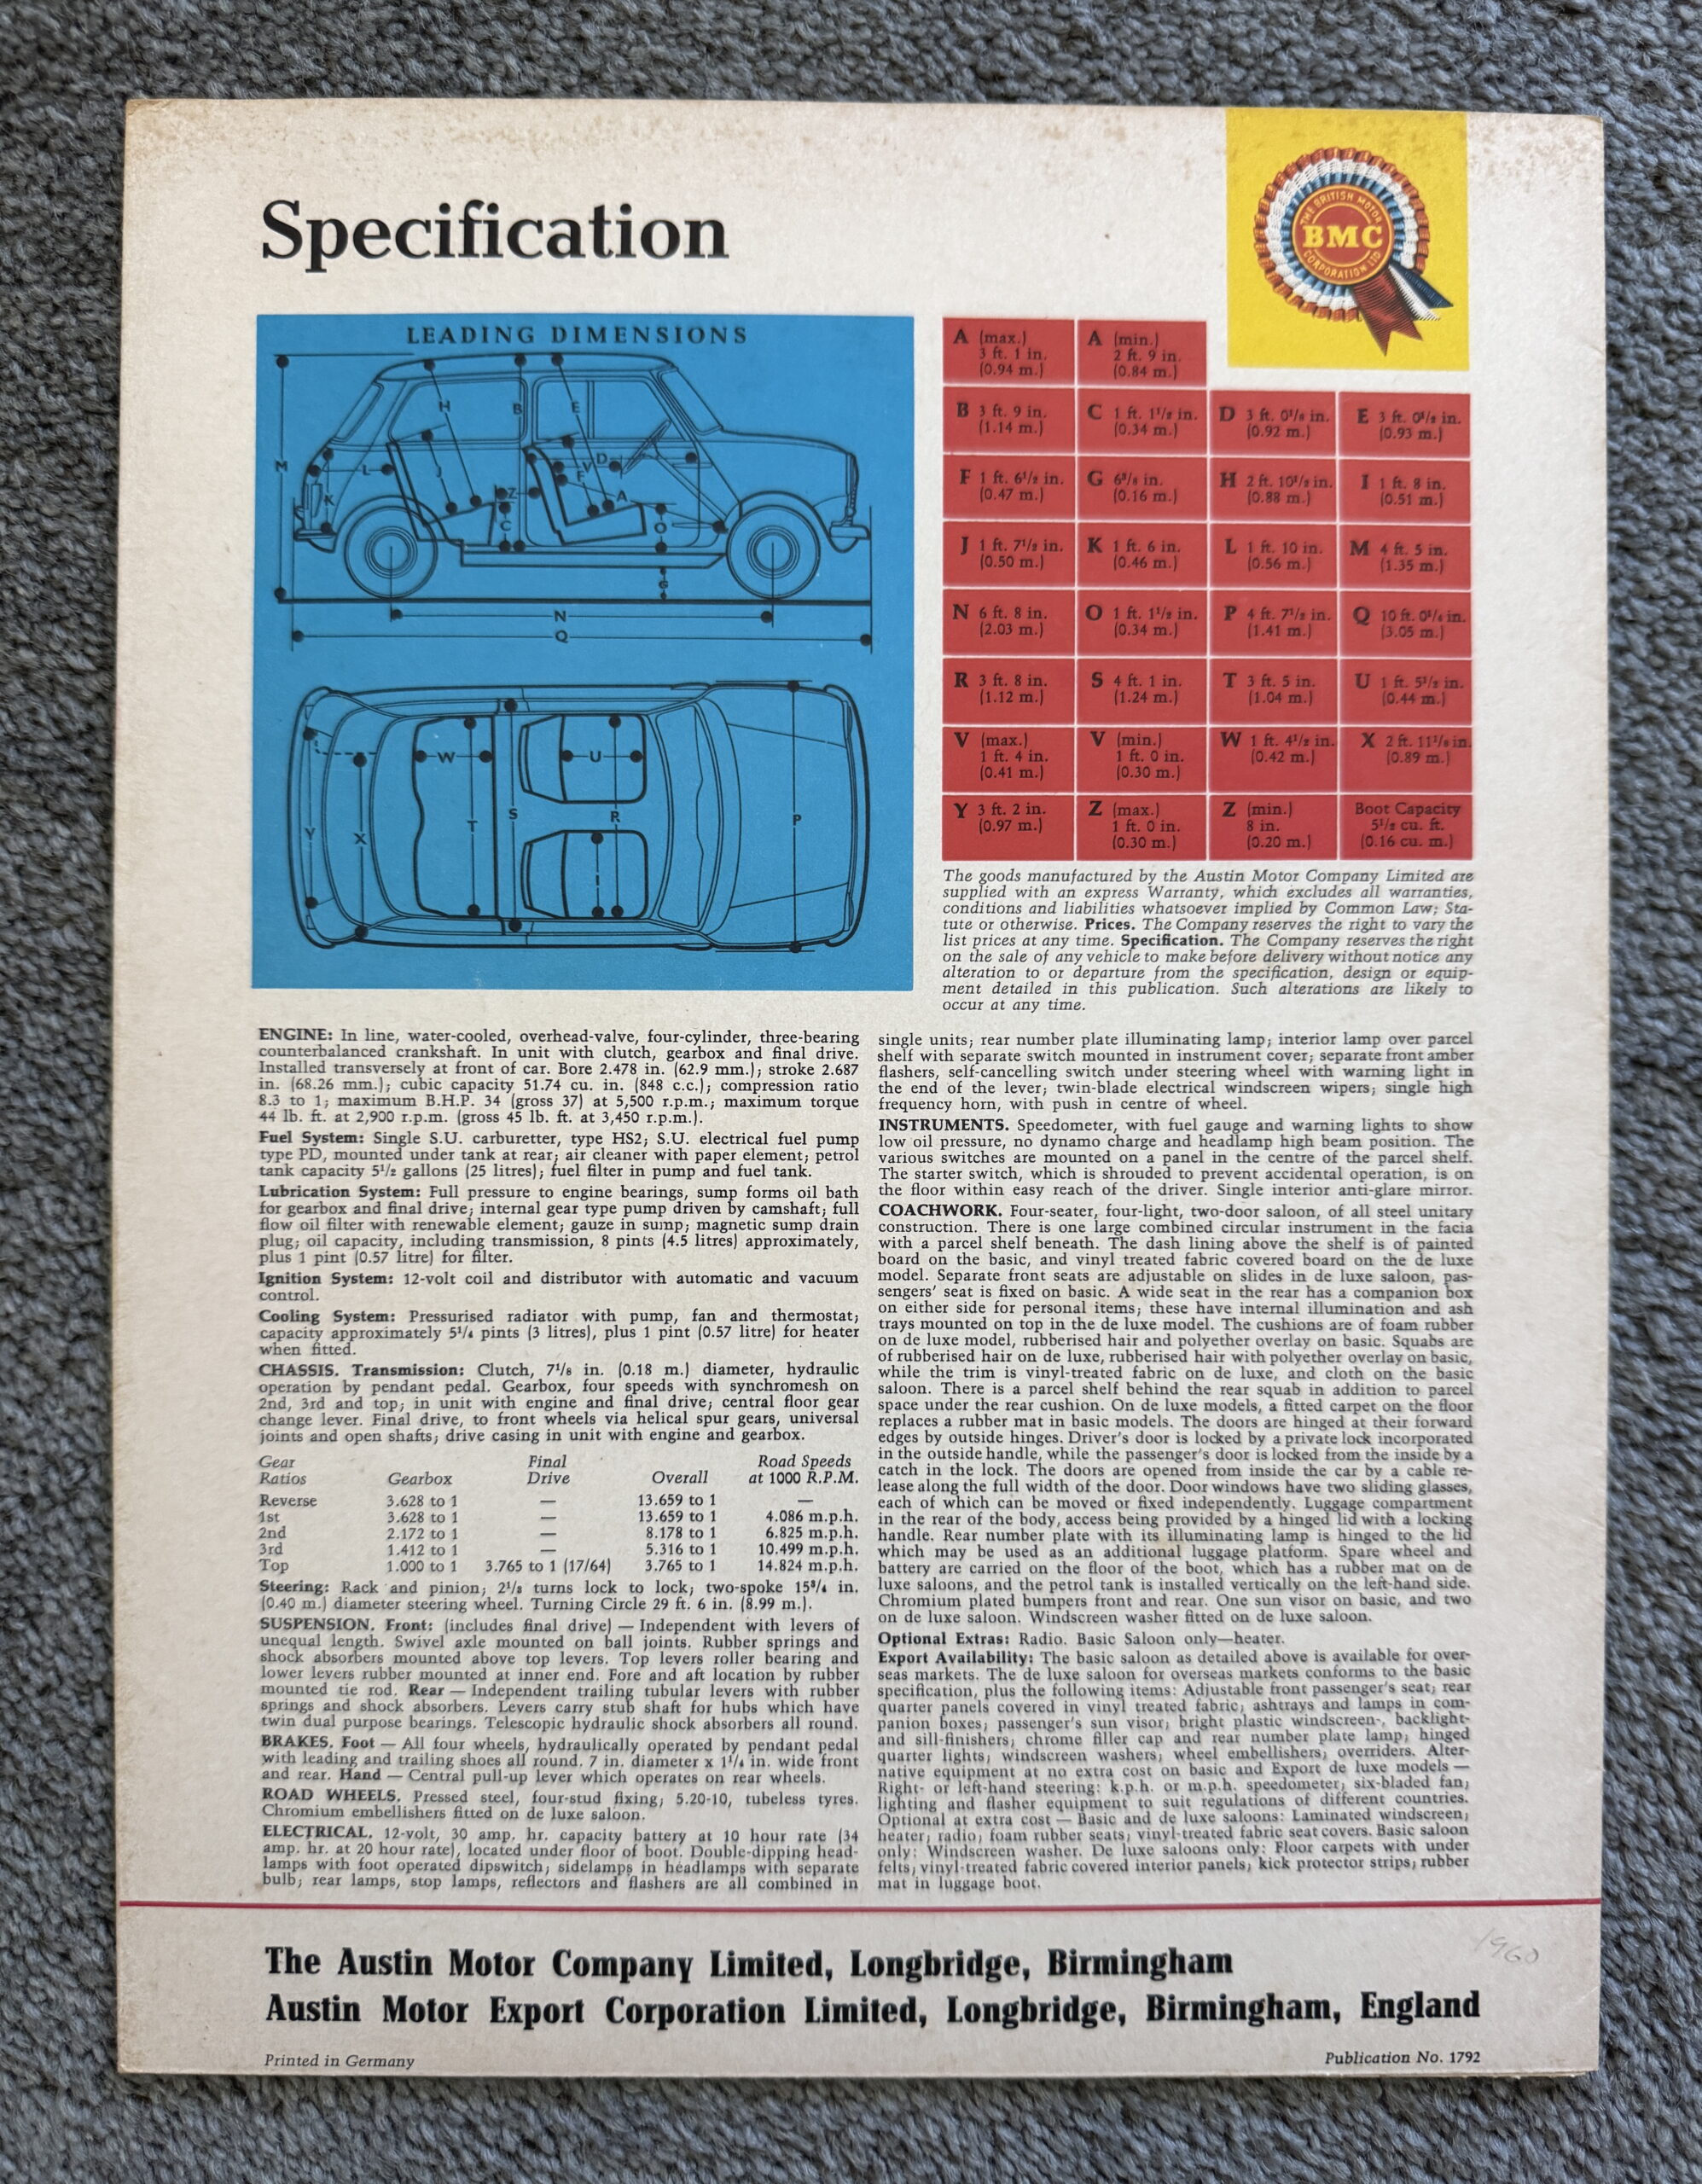 Specification
THE BRITISH MOTOR
BMC
CORPORATION LTD
LEADING DIMENSIONS
H
B
E
M
L
J
D
V
F
A
K
Z
C
O
G
N
Q
W
U
S
R
T
P
Y
X
A (max.)
3 ft. 1 in.
(0.94 m.)
A (min.)
2 ft. 9 in.
(0.84 m.)
B 3 ft. 9 in.
(1.14 m.)
C 1 ft. 1¹/₂ in.
(0.34 m.)
D 3 ft. 0¹/₈ in.
(0.92 m.)
E 3 ft. 0¹/₂ in.
(0.93 m.)
F 1 ft. 6¹/₂ in.
(0.47 m.)
G 6³/₈ in.
(0.16 m.)
H 2 ft. 10¹/₂ in.
(0.88 m.)
I 1 ft. 8 in.
(0.51 m.)
J 1 ft. 7¹/₂ in.
(0.50 m.)
K 1 ft. 6 in.
(0.46 m.)
L 1 ft. 10 in.
(0.56 m.)
M 4 ft. 5 in.
(1.35 m.)
N 6 ft. 8 in.
(2.03 m.)
O 1 ft. 1¹/₂ in.
(0.34 m.)
P 4 ft. 7¹/₂ in.
(1.41 m.)
Q 10 ft. 0¹/₄ in.
(3.05 m.)
R 3 ft. 8 in.
(1.12 m.)
S 4 ft. 1 in.
(1.24 m.)
T 3 ft. 5 in.
(1.04 m.)
U 1 ft. 5¹/₂ in.
(0.44 m.)
V (max.)
1 ft. 4 in.
(0.41 m.)
V (min.)
1 ft. 0 in.
(0.30 m.)
W 1 ft. 4¹/₂ in.
(0.42 m.)
X 2 ft. 11¹/₈ in.
(0.89 m.)
Y 3 ft. 2 in.
(0.97 m.)
Z (max.)
1 ft. 0 in.
(0.30 m.)
Z (min.)
8 in.
(0.20 m.)
Boot Capacity
5¹/₂ cu. ft.
(0.16 cu. m.)
The goods manufactured by the Austin Motor Company Limited are
supplied with an express Warranty, which excludes all warranties,
conditions and liabilities whatsoever implied by Common Law; Sta-
tute or otherwise. Prices. The Company reserves the right to vary the
list prices at any time. Specification. The Company reserves the right
on the sale of any vehicle to make before delivery without notice any
alteration to or departure from the specification, design or equip-
ment detailed in this publication. Such alterations are likely to
occur at any time.
ENGINE: In line, water-cooled, overhead-valve, four-cylinder, three-bearing
counterbalanced crankshaft. In unit with clutch, gearbox and final drive.
Installed transversely at front of car. Bore 2.478 in. (62.9 mm.); stroke 2.687
in. (68.26 mm.); cubic capacity 51.74 cu. in. (848 c.c.); compression ratio
8.3 to 1; maximum B.H.P. 34 (gross 37) at 5,500 r.p.m.; maximum torque
44 lb. ft. at 2,900 r.p.m. (gross 45 lb. ft. at 3,450 r.p.m.).
Fuel System: Single S.U. carburetter, type HS2; S.U. electrical fuel pump
type PD, mounted under tank at rear; air cleaner with paper element; petrol
tank capacity 5¹/₂ gallons (25 litres); fuel filter in pump and fuel tank.
Lubrication System: Full pressure to engine bearings, sump forms oil bath
for gearbox and final drive; internal gear type pump driven by camshaft; full
flow oil filter with renewable element; gauze in sump; magnetic sump drain
plug; oil capacity, including transmission, 8 pints (4.5 litres) approximately,
plus 1 pint (0.57 litre) for filter.
Ignition System: 12-volt coil and distributor with automatic and vacuum
control.
Cooling System: Pressurised radiator with pump, fan and thermostat;
capacity approximately 5¹/₄ pints (3 litres), plus 1 pint (0.57 litre) for heater
when fitted.
CHASSIS. Transmission: Clutch, 7¹/₈ in. (0.18 m.) diameter, hydraulic
operation by pendant pedal. Gearbox, four speeds with synchromesh on
2nd, 3rd and top; in unit with engine and final drive; central floor gear
change lever. Final drive, to front wheels via helical spur gears, universal
joints and open shafts; drive casing in unit with engine and gearbox.
Gear Final Road Speeds
Ratios Gearbox Drive Overall at 1000 R.P.M.
Reverse 3.628 to 1 — 13.659 to 1 —
1st 3.628 to 1 — 13.659 to 1 4.086 m.p.h.
2nd 2.172 to 1 — 8.178 to 1 6.825 m.p.h.
3rd 1.412 to 1 — 5.316 to 1 10.499 m.p.h.
Top 1.000 to 1 3.765 to 1 (17/64) 3.765 to 1 14.824 m.p.h.
Steering: Rack and pinion; 2¹/₃ turns lock to lock; two-spoke 15³/₄ in.
(0.40 m.) diameter steering wheel. Turning Circle 29 ft. 6 in. (8.99 m.).
SUSPENSION. Front: (includes final drive) — Independent with levers of
unequal length. Swivel axle mounted on ball joints. Rubber springs and
shock absorbers mounted above top levers. Top levers roller bearing and
lower levers rubber mounted at inner end. Fore and aft location by rubber
mounted tie rod. Rear — Independent trailing tubular levers with rubber
springs and shock absorbers. Levers carry stub shaft for hubs which have
twin dual purpose bearings. Telescopic hydraulic shock absorbers all round.
BRAKES. Foot — All four wheels, hydraulically operated by pendant pedal
with leading and trailing shoes all round. 7 in. diameter x 1¹/₄ in. wide front
and rear. Hand — Central pull-up lever which operates on rear wheels.
ROAD WHEELS. Pressed steel, four-stud fixing; 5.20-10, tubeless tyres.
Chromium embellishers fitted on de luxe saloon.
ELECTRICAL. 12-volt, 30 amp. hr. capacity battery at 10 hour rate (34
amp. hr. at 20 hour rate), located under floor of boot. Double-dipping head-
lamps with foot operated dipswitch; sidelamps in headlamps with separate
bulb; rear lamps, stop lamps, reflectors and flashers are all combined in
single units; rear number plate illuminating lamp; interior lamp over parcel
shelf with separate switch mounted in instrument cover; separate front amber
flashers, self-cancelling switch under steering wheel with warning light in
the end of the lever; twin-blade electrical windscreen wipers; single high
frequency horn, with push in centre of wheel.
INSTRUMENTS. Speedometer, with fuel gauge and warning lights to show
low oil pressure, no dynamo charge and headlamp high beam position. The
various switches are mounted on a panel in the centre of the parcel shelf.
The starter switch, which is shrouded to prevent accidental operation, is on
the floor within easy reach of the driver. Single interior anti-glare mirror.
COACHWORK. Four-seater, four-light, two-door saloon, of all steel unitary
construction. There is one large combined circular instrument in the facia
with a parcel shelf beneath. The dash lining above the shelf is of painted
board on the basic, and vinyl treated fabric covered board on the de luxe
model. Separate front seats are adjustable on slides in de luxe saloon, pas-
sengers' seat is fixed on basic. A wide seat in the rear has a companion box
on either side for personal items; these have internal illumination and ash
trays mounted on top in the de luxe model. The cushions are of foam rubber
on de luxe model, rubberised hair and polyether overlay on basic. Squabs are
of rubberised hair on de luxe, rubberised hair with polyether overlay on basic,
while the trim is vinyl-treated fabric on de luxe, and cloth on the basic
saloon. There is a parcel shelf behind the rear squab in addition to parcel
space under the rear cushion. On de luxe models, a fitted carpet on the floor
replaces a rubber mat in basic models. The doors are hinged at their forward
edges by outside hinges. Driver's door is locked by a private lock incorporated
in the outside handle, while the passenger's door is locked from the inside by a
catch in the lock. The doors are opened from inside the car by a cable re-
lease along the full width of the door. Door windows have two sliding glasses,
each of which can be moved or fixed independently. Luggage compartment
in the rear of the body, access being provided by a hinged lid with a locking
handle. Rear number plate with its illuminating lamp is hinged to the lid
which may be used as an additional luggage platform. Spare wheel and
battery are carried on the floor of the boot, which has a rubber mat on de
luxe saloons, and the petrol tank is installed vertically on the left-hand side.
Chromium plated bumpers front and rear. One sun visor on basic, and two
on de luxe saloon. Windscreen washer fitted on de luxe saloon.
Optional Extras: Radio. Basic Saloon only—heater.
Export Availability: The basic saloon as detailed above is available for over-
seas markets. The de luxe saloon for overseas markets conforms to the basic
specification, plus the following items: Adjustable front passenger's seat; rear
quarter panels covered in vinyl treated fabric; ashtrays and lamps in com-
panion boxes; passenger's sun visor; bright plastic windscreen-, backlight-
and sill-finishers; chrome filler cap and rear number plate lamp; hinged
quarter lights; windscreen washers; wheel embellishers; overriders. Alter-
native equipment at no extra cost on basic and Export de luxe models —
Right- or left-hand steering: k.p.h. or m.p.h. speedometer; six-bladed fan;
lighting and flasher equipment to suit regulations of different countries.
Optional at extra cost — Basic and de luxe saloons: Laminated windscreen;
heater; radio; foam rubber seats; vinyl-treated fabric seat covers. Basic saloon
only: Windscreen washer. De luxe saloons only: Floor carpets with under
felts; vinyl-treated fabric covered interior panels; kick protector strips; rubber
mat in luggage boot.
1960
The Austin Motor Company Limited, Longbridge, Birmingham
Austin Motor Export Corporation Limited, Longbridge, Birmingham, England
Printed in Germany
Publication No. 1792